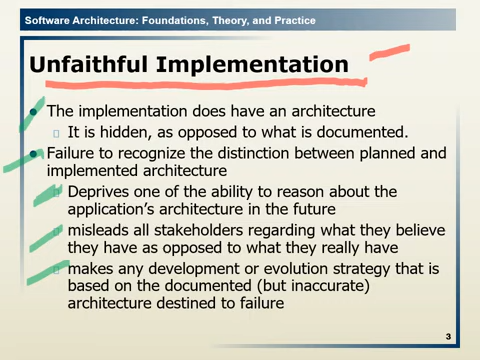 Software Architecture: Foundations, Theory, and Practice
Unfaithful Implementation
The implementation does have an architecture
It is hidden, as opposed to what is documented.
Failure to recognize the distinction between planned and
implemented architecture
Deprives one of the ability to reason about the
application's architecture in the future
misleads all stakeholders regarding what they believe
they have as opposed to what they really have
makes any development or evolution strategy that is
based on the documented (but inaccurate)
architecture destined to failure
3